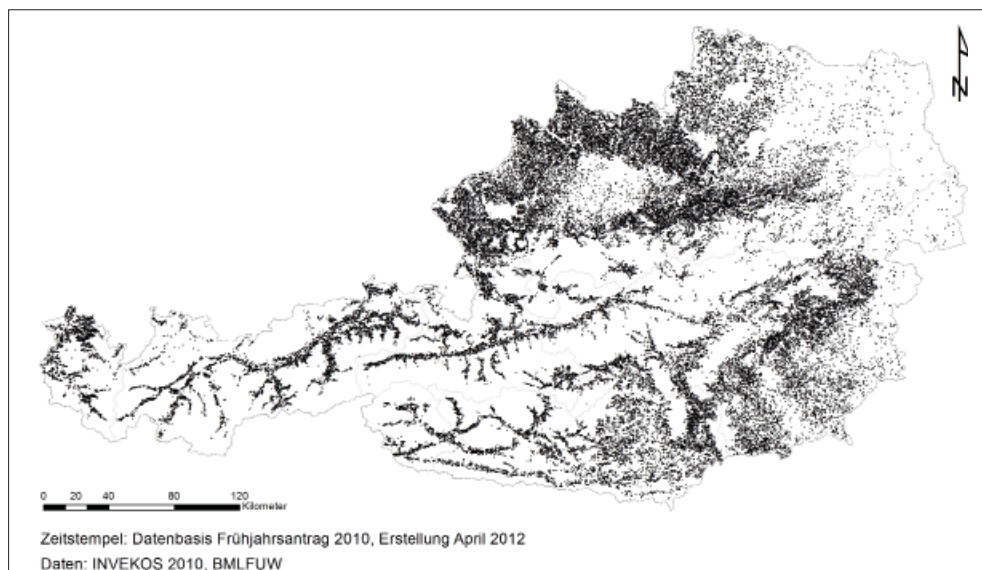 N
0 20 40 80 120
Kilometer
Zeitstempel: Datenbasis Frühjahrsantrag 2010, Erstellung April 2012
Daten: INVEKOS 2010, BMLFUW